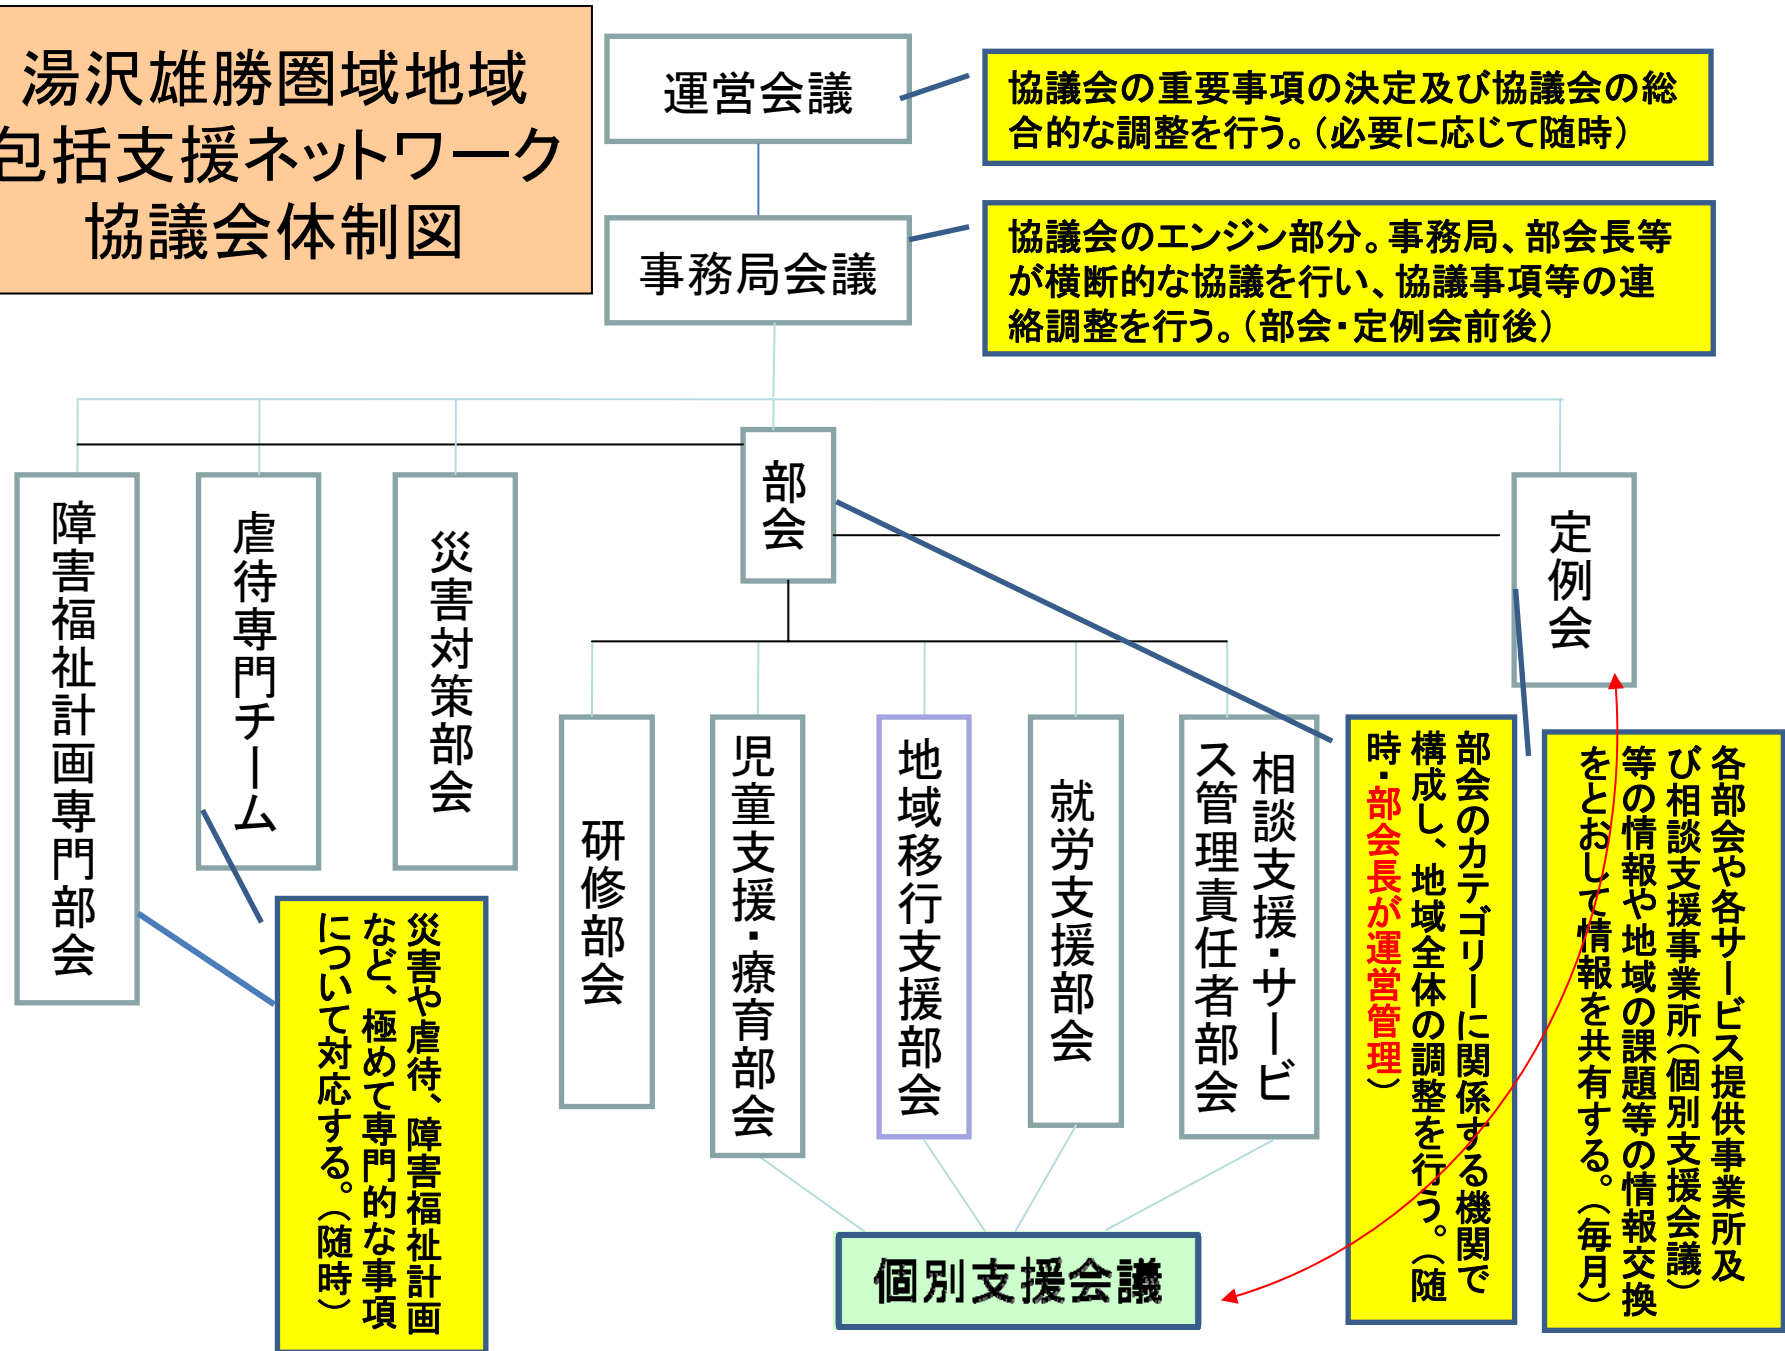 湯沢雄勝圏域地域
包括支援ネットワーク
協議会体制図
運営会議
協議会の重要事項の決定及び協議会の総
合的な調整を行う。（必要に応じて随時）
事務局会議
協議会のエンジン部分。事務局、部会長等
が横断的な協議を行い、協議事項等の連
絡調整を行う。（部会・定例会前後）
障害福祉計画専門部会
虐待専門チーム
災害対策部会
部会
定例会
災害や虐待、障害福祉計画
など、極めて専門的な事項
について対応する。（随時）
研修部会
児童支援・療育部会
地域移行支援部会
就労支援部会
相談支援・サービ
ス管理責任者部会
部会のカテゴリーに関係する機関で
構成し、地域全体の調整を行う。（随
時・部会長が運営管理）
各部会や各サービス提供事業所及
び相談支援事業所（個別支援会議）
等の情報や地域の課題等の情報交換
をとおして情報を共有する。（毎月）
個別支援会議